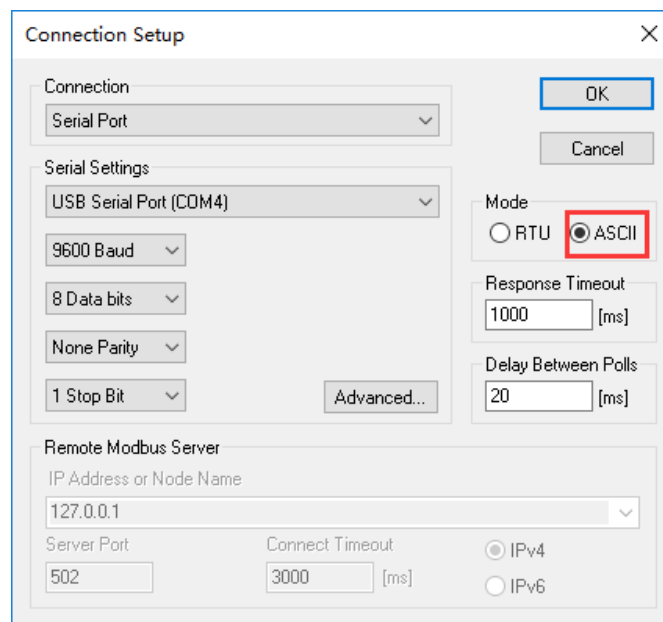 Connection Setup
Connection
Serial Port
OK
Cancel
Serial Settings
USB Serial Port (COM4)
9600 Baud
8 Data bits
None Parity
1 Stop Bit
Advanced...
Mode
RTU
ASCII
Response Timeout
1000 [ms]
Delay Between Polls
20 [ms]
Remote Modbus Server
IP Address or Node Name
127.0.0.1
Server Port
Connect Timeout
502
3000 [ms]
IPv4
IPv6